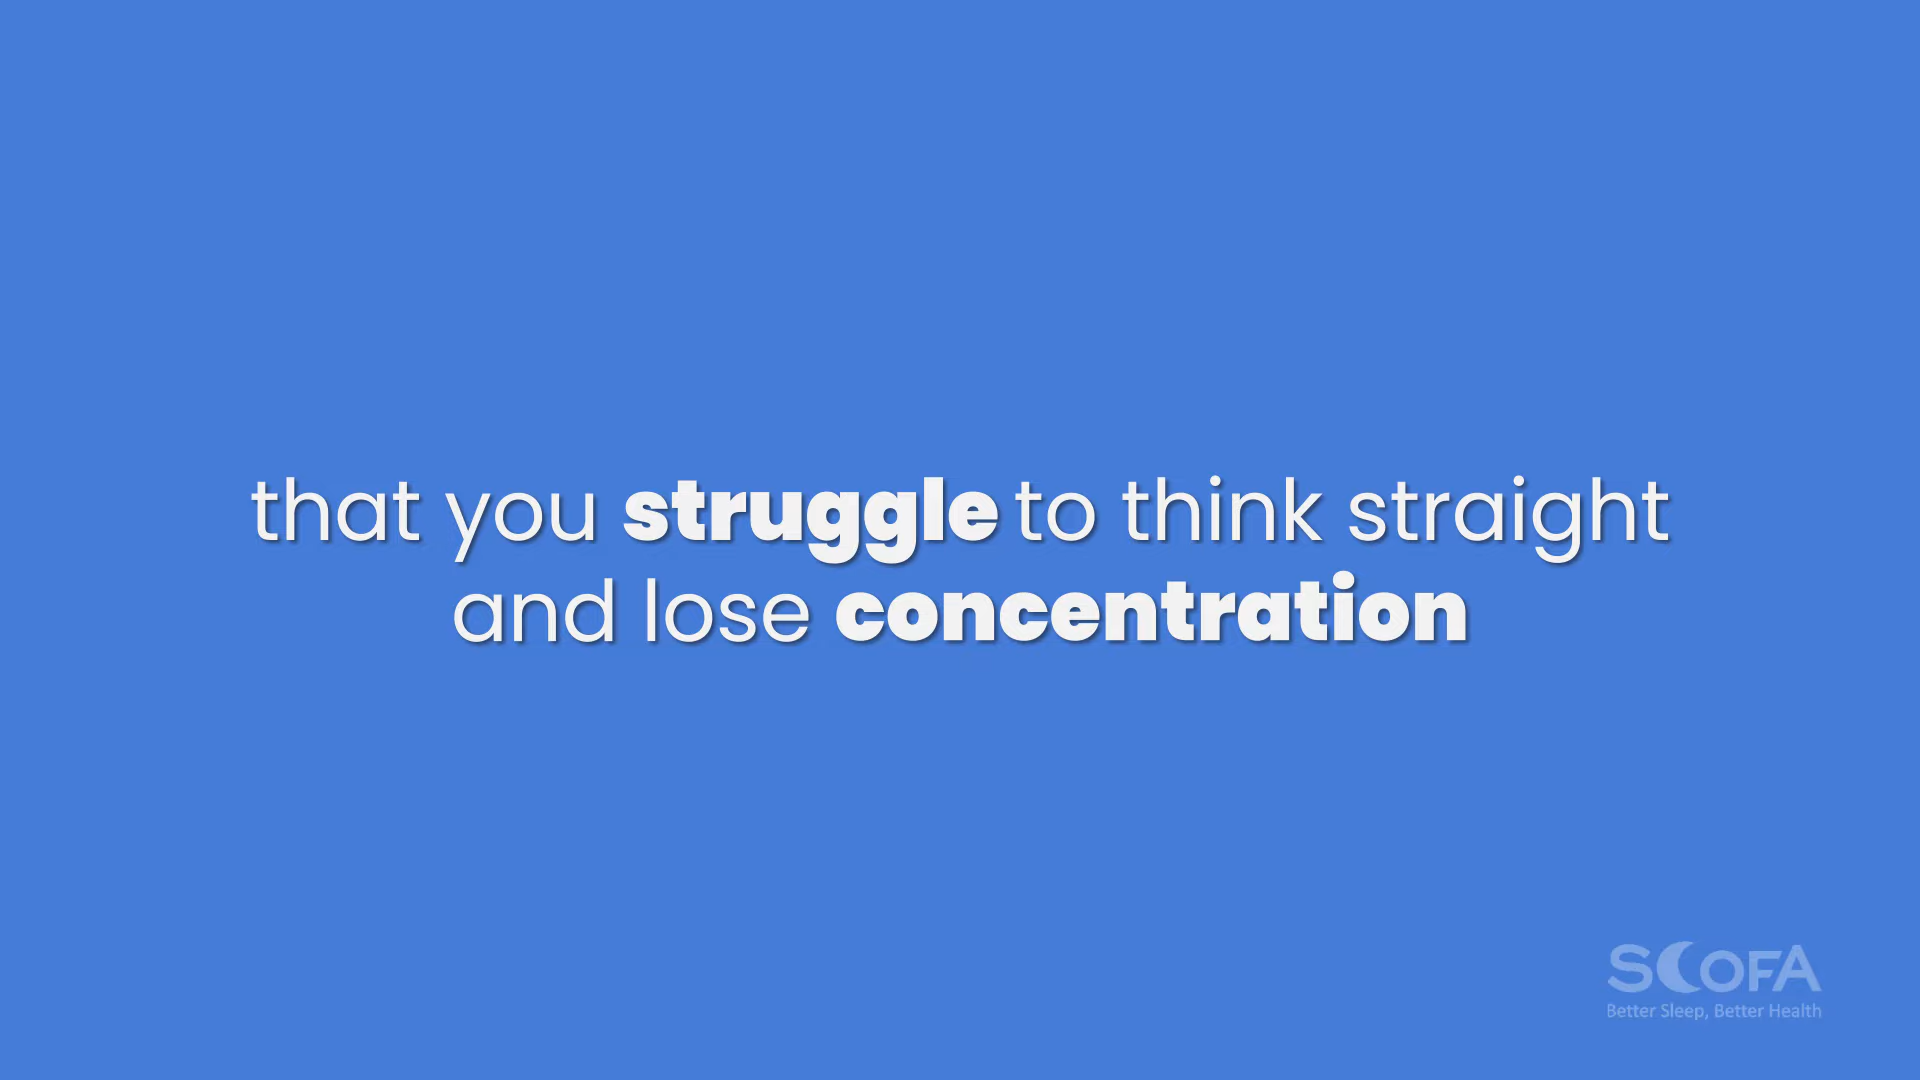 that you struggle to think straight
and lose concentration
SCOFA
Better Sleep, Better Health